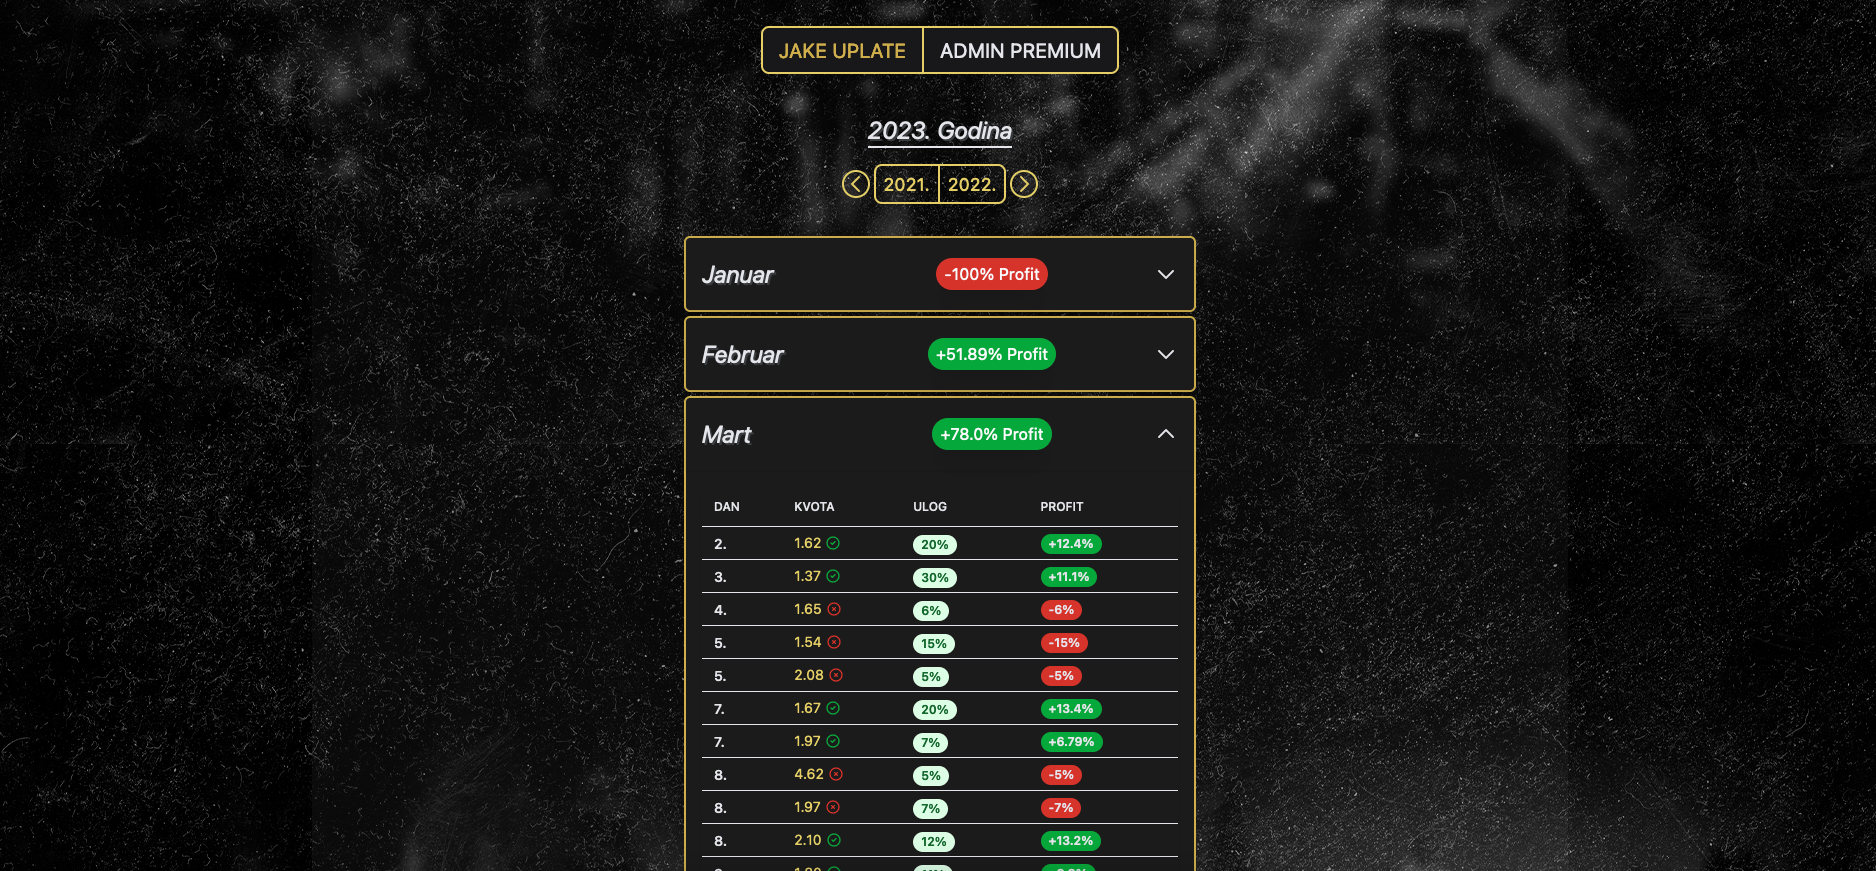 JAKE UPLATE ADMIN PREMIUM
2023. Godina
2021. 2022.
Januar -100% Profit
Februar +51.89% Profit
Mart +78.0% Profit
DAN KVOTA ULOG PROFIT
2. 1.62 20% +12.4%
3. 1.37 30% +11.1%
4. 1.65 6% -6%
5. 1.54 15% -15%
5. 2.08 5% -5%
7. 1.67 20% +13.4%
7. 1.97 7% +6.79%
8. 4.62 5% -5%
8. 1.97 7% -7%
8. 2.10 12% +13.2%